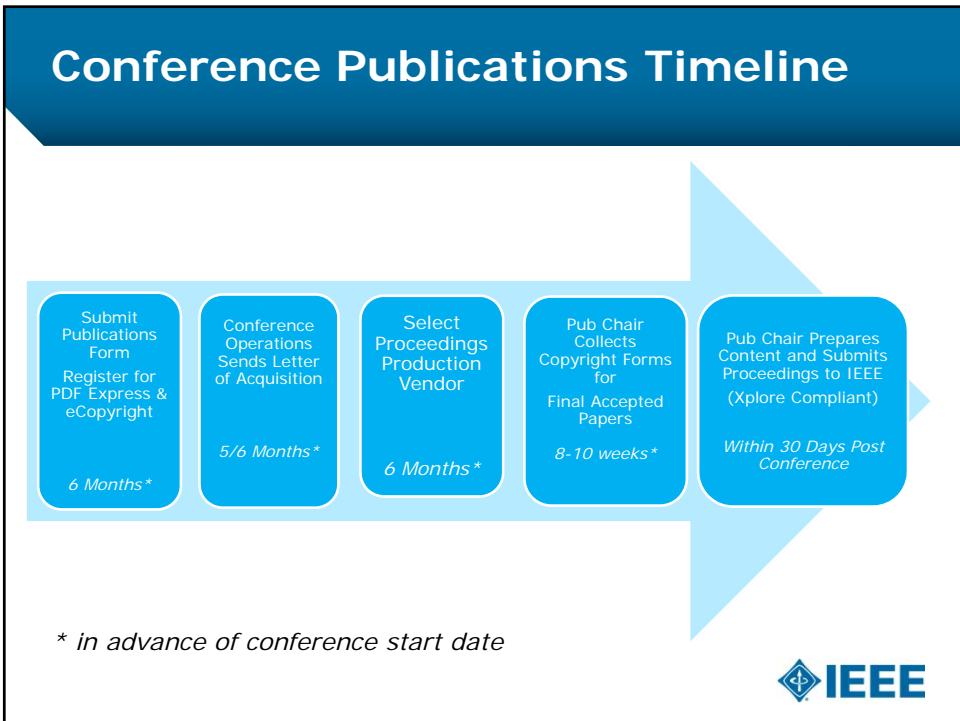 Conference Publications Timeline
Submit
Publications
Form
Register for
PDF Express &
eCopyright
6 Months*
Conference
Operations
Sends Letter
of Acquisition
5/6 Months*
Select
Proceedings
Production
Vendor
6 Months*
Pub Chair
Collects
Copyright Forms
for
Final Accepted
Papers
8-10 weeks*
Pub Chair Prepares
Content and Submits
Proceedings to IEEE
(Xplore Compliant)
Within 30 Days Post
Conference
* in advance of conference start date
IEEE